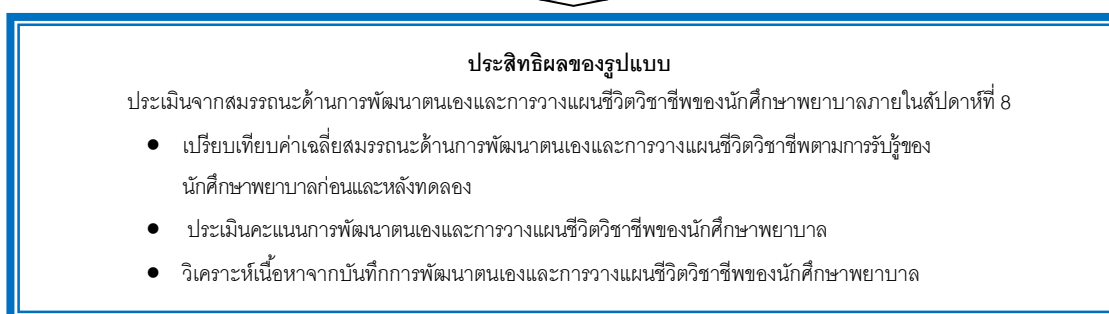 ประสิทธิผลของรูปแบบ
ประเมินจากสมรรถนะด้านการพัฒนาตนเองและการวางแผนชีวิตวิชาชีพของนักศึกษาพยาบาลภายในสัปดาห์ที่ 8
● เปรียบเทียบค่าเฉลี่ยสมรรถนะด้านการพัฒนาตนเองและการวางแผนชีวิตวิชาชีพตามการรับรู้ของ
นักศึกษาพยาบาลก่อนและหลังทดลอง
● ประเมินคะแนนการพัฒนาตนเองและการวางแผนชีวิตวิชาชีพของนักศึกษาพยาบาล
● วิเคราะห์เนื้อหาจากบันทึกการพัฒนาตนเองและการวางแผนชีวิตวิชาชีพของนักศึกษาพยาบาล